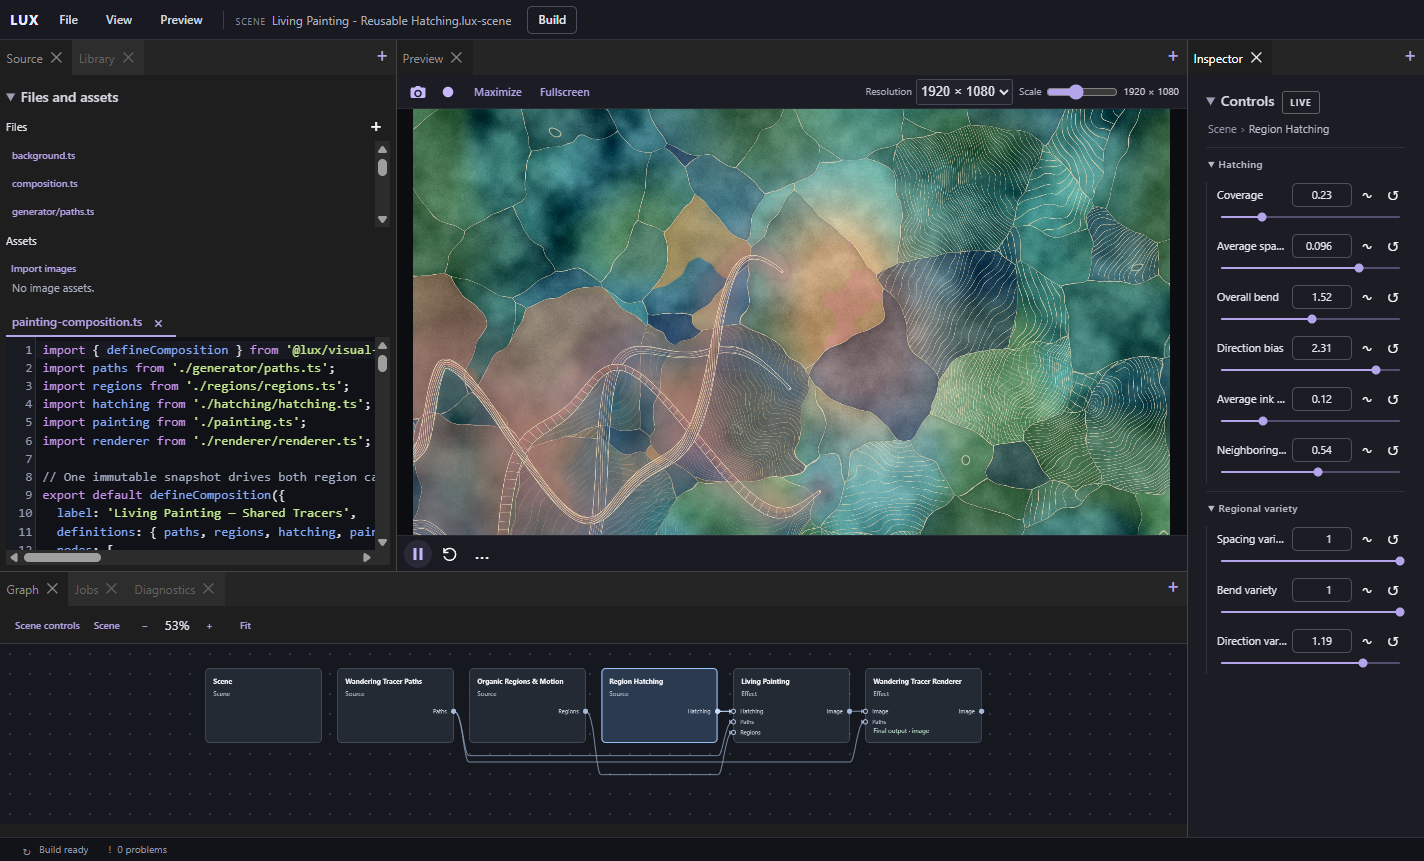 LUX File View Preview SCENE Living Painting - Reusable Hatching.lux-scene Build
Source Library +
Files and assets
Files +
background.ts
composition.ts
generator/paths.ts
Assets
Import images
No image assets.
painting-composition.ts
1 import { defineComposition } from '@lux/visual-
2 import paths from './generator/paths.ts';
3 import regions from './regions/regions.ts';
4 import hatching from './hatching/hatching.ts';
5 import painting from './painting.ts';
6 import renderer from './renderer/renderer.ts';
7
8 // One immutable snapshot drives both region ca
9 export default defineComposition({
10 label: 'Living Painting — Shared Tracers',
11 definitions: { paths, regions, hatching, pain
12 nodes: [
Preview +
Maximize Fullscreen Resolution 1920 × 1080 Scale 1920 × 1080
...
Graph Jobs Diagnostics +
Scene controls Scene − 53% + Fit
Scene
Scene
Wandering Tracer Paths
Source
Paths
Organic Regions & Motion
Source
Regions
Region Hatching
Source
Hatching
Living Painting
Effect
Hatching Image
Paths
Regions
Wandering Tracer Renderer
Effect
Image Image
Paths
Final output · image
Inspector +
Controls LIVE
Scene › Region Hatching
Hatching
Coverage 0.23
Average spa... 0.096
Overall bend 1.52
Direction bias 2.31
Average ink ... 0.12
Neighboring... 0.54
Regional variety
Spacing vari... 1
Bend variety 1
Direction var... 1.19
Build ready ! 0 problems